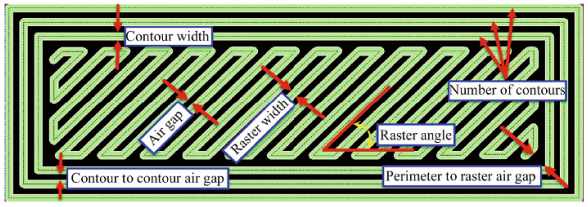 Contour width
Number of contours
Air gap
Raster width
Raster angle
Contour to contour air gap
Perimeter to raster air gap